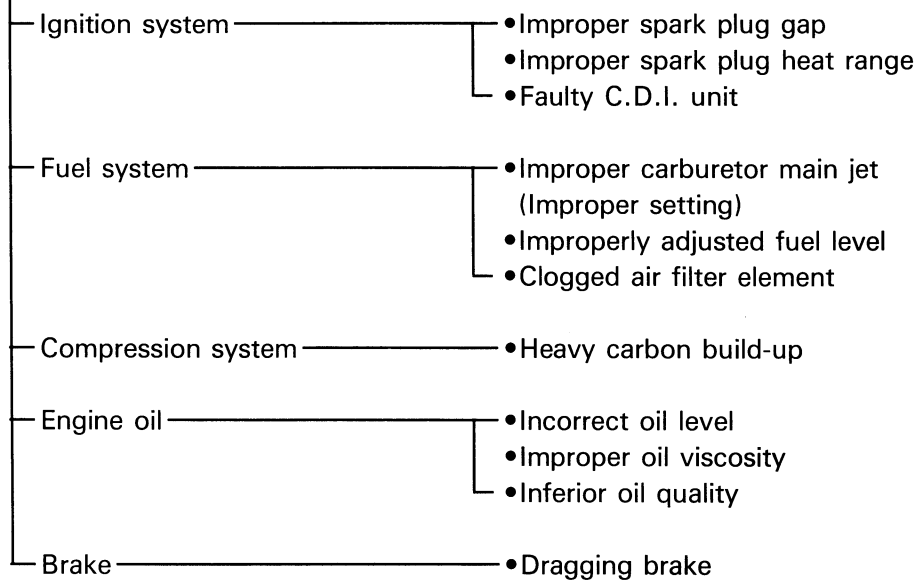 Ignition system
•Improper spark plug gap
•Improper spark plug heat range
•Faulty C.D.I. unit
Fuel system
•Improper carburetor main jet
(Improper setting)
•Improperly adjusted fuel level
•Clogged air filter element
Compression system
•Heavy carbon build-up
Engine oil
•Incorrect oil level
•Improper oil viscosity
•Inferior oil quality
Brake
•Dragging brake